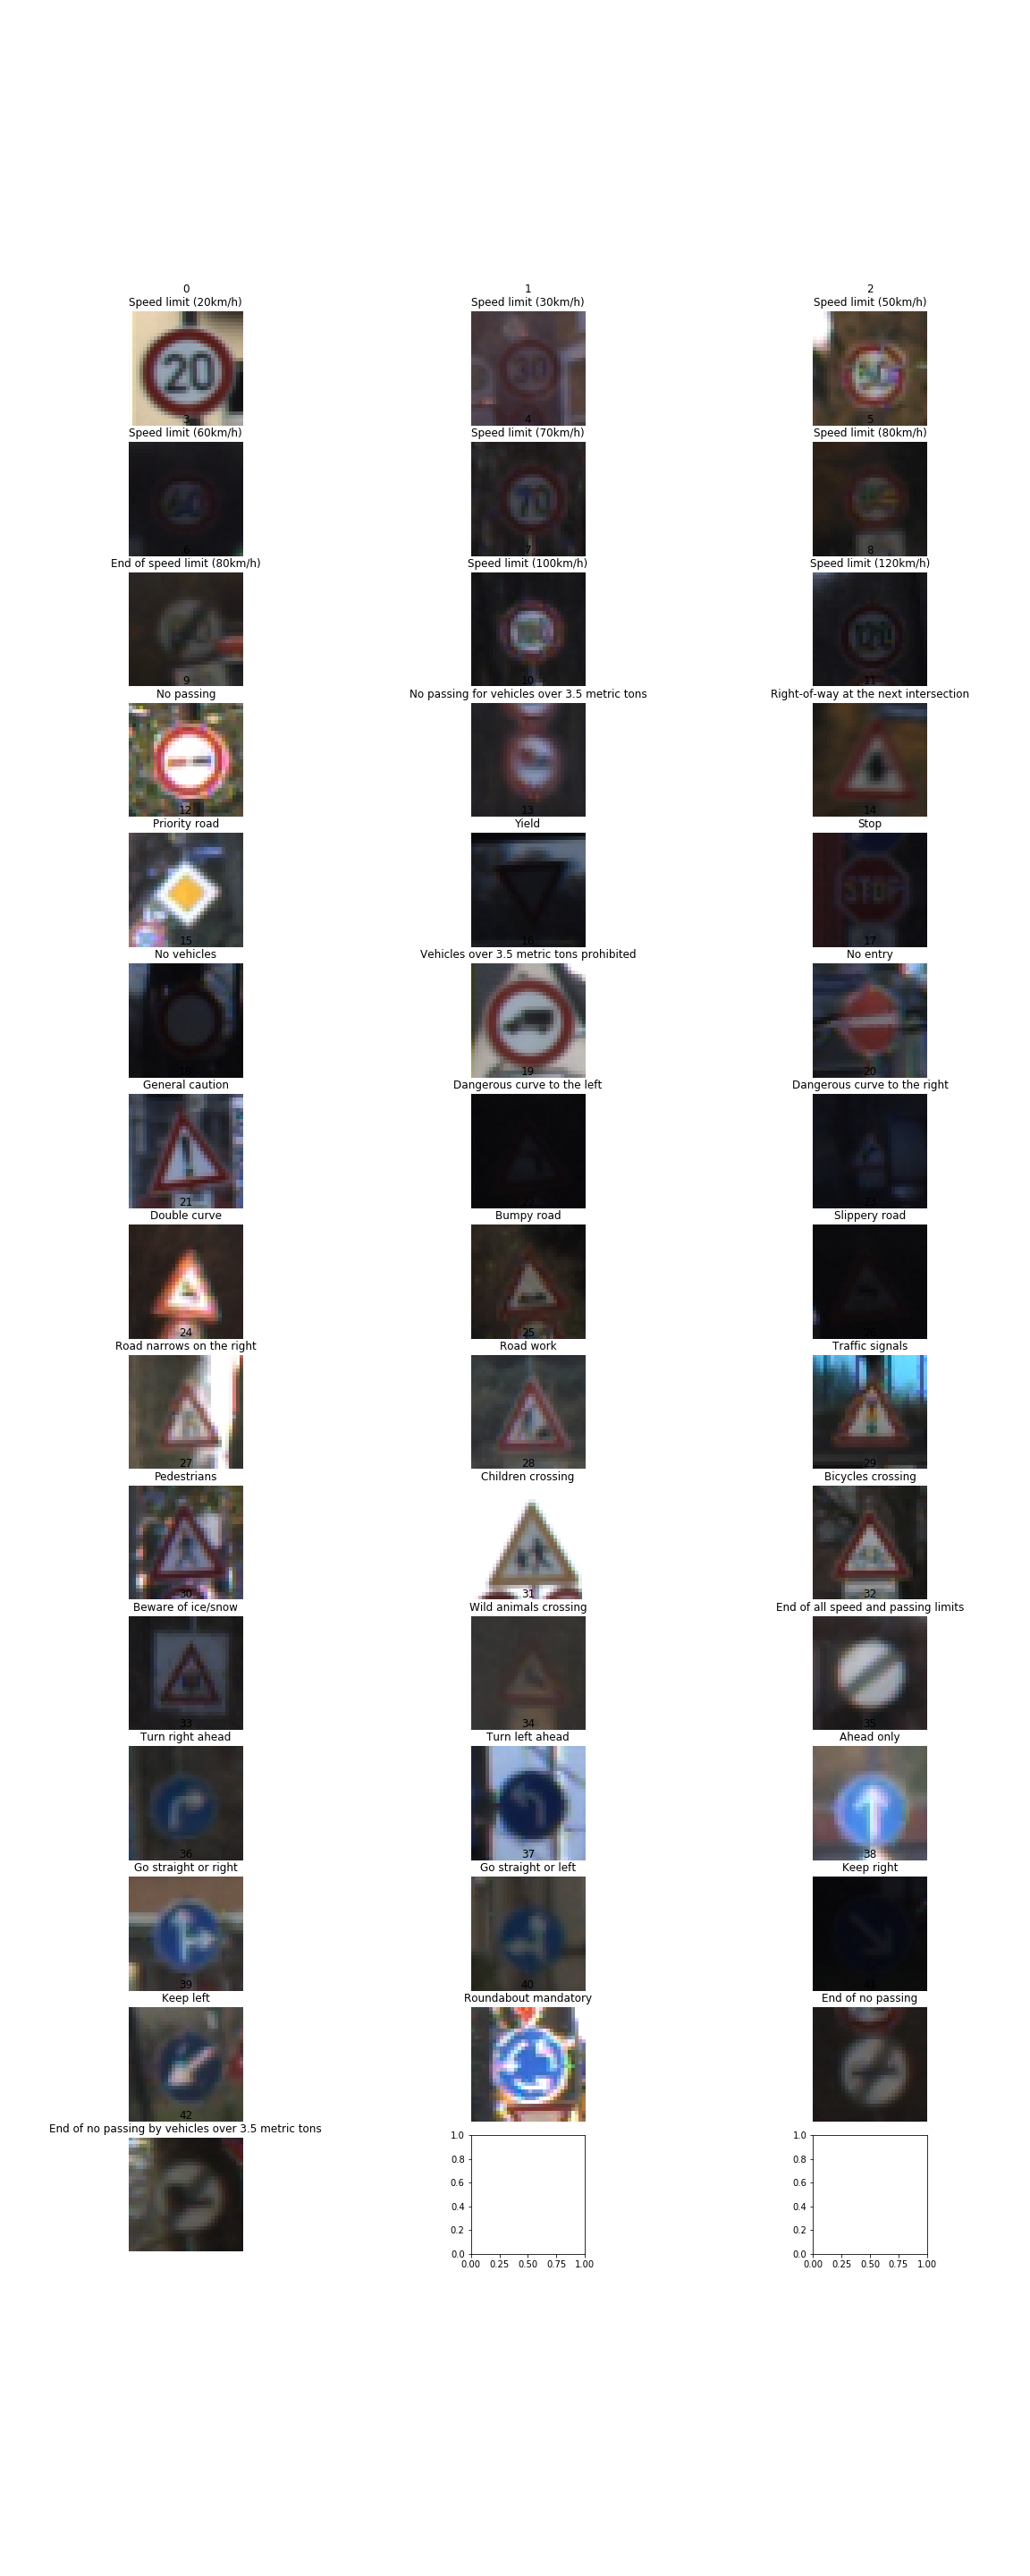 0
Speed limit (20km/h)
1
Speed limit (30km/h)
2
Speed limit (50km/h)
20
30
50
3
Speed limit (60km/h)
4
Speed limit (70km/h)
5
Speed limit (80km/h)
60
70
6
End of speed limit (80km/h)
7
Speed limit (100km/h)
8
Speed limit (120km/h)
120
9
No passing
10
No passing for vehicles over 3.5 metric tons
11
Right-of-way at the next intersection
12
Priority road
13
Yield
14
Stop
STOP
15
No vehicles
16
Vehicles over 3.5 metric tons prohibited
17
No entry
18
General caution
19
Dangerous curve to the left
20
Dangerous curve to the right
21
Double curve
Bumpy road
Slippery road
24
Road narrows on the right
25
Road work
Traffic signals
27
Pedestrians
28
Children crossing
29
Bicycles crossing
30
Beware of ice/snow
31
Wild animals crossing
32
End of all speed and passing limits
33
Turn right ahead
34
Turn left ahead
35
Ahead only
36
Go straight or right
37
Go straight or left
38
Keep right
39
Keep left
40
Roundabout mandatory
41
End of no passing
42
End of no passing by vehicles over 3.5 metric tons
1.0
0.8
0.6
0.4
0.2
0.0
0.00 0.25 0.50 0.75 1.00
1.0
0.8
0.6
0.4
0.2
0.0
0.00 0.25 0.50 0.75 1.00